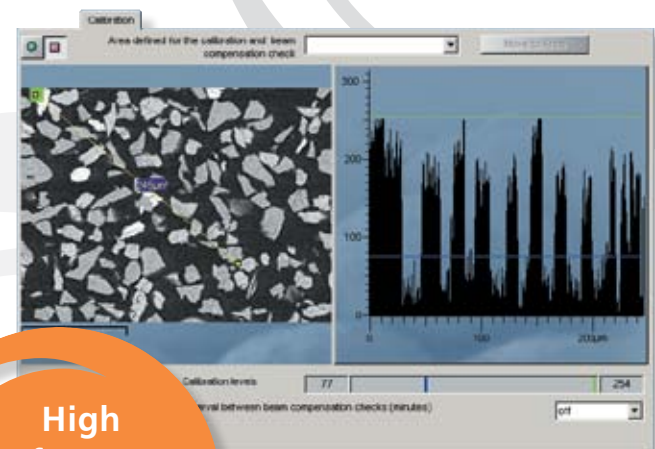 Calibration
Area defined for the calibration and beam
compensation check
246µm
300
200
100
0
0
100
200µm
Calibration levels
77
254
between beam compensation checks (minutes)
off
High